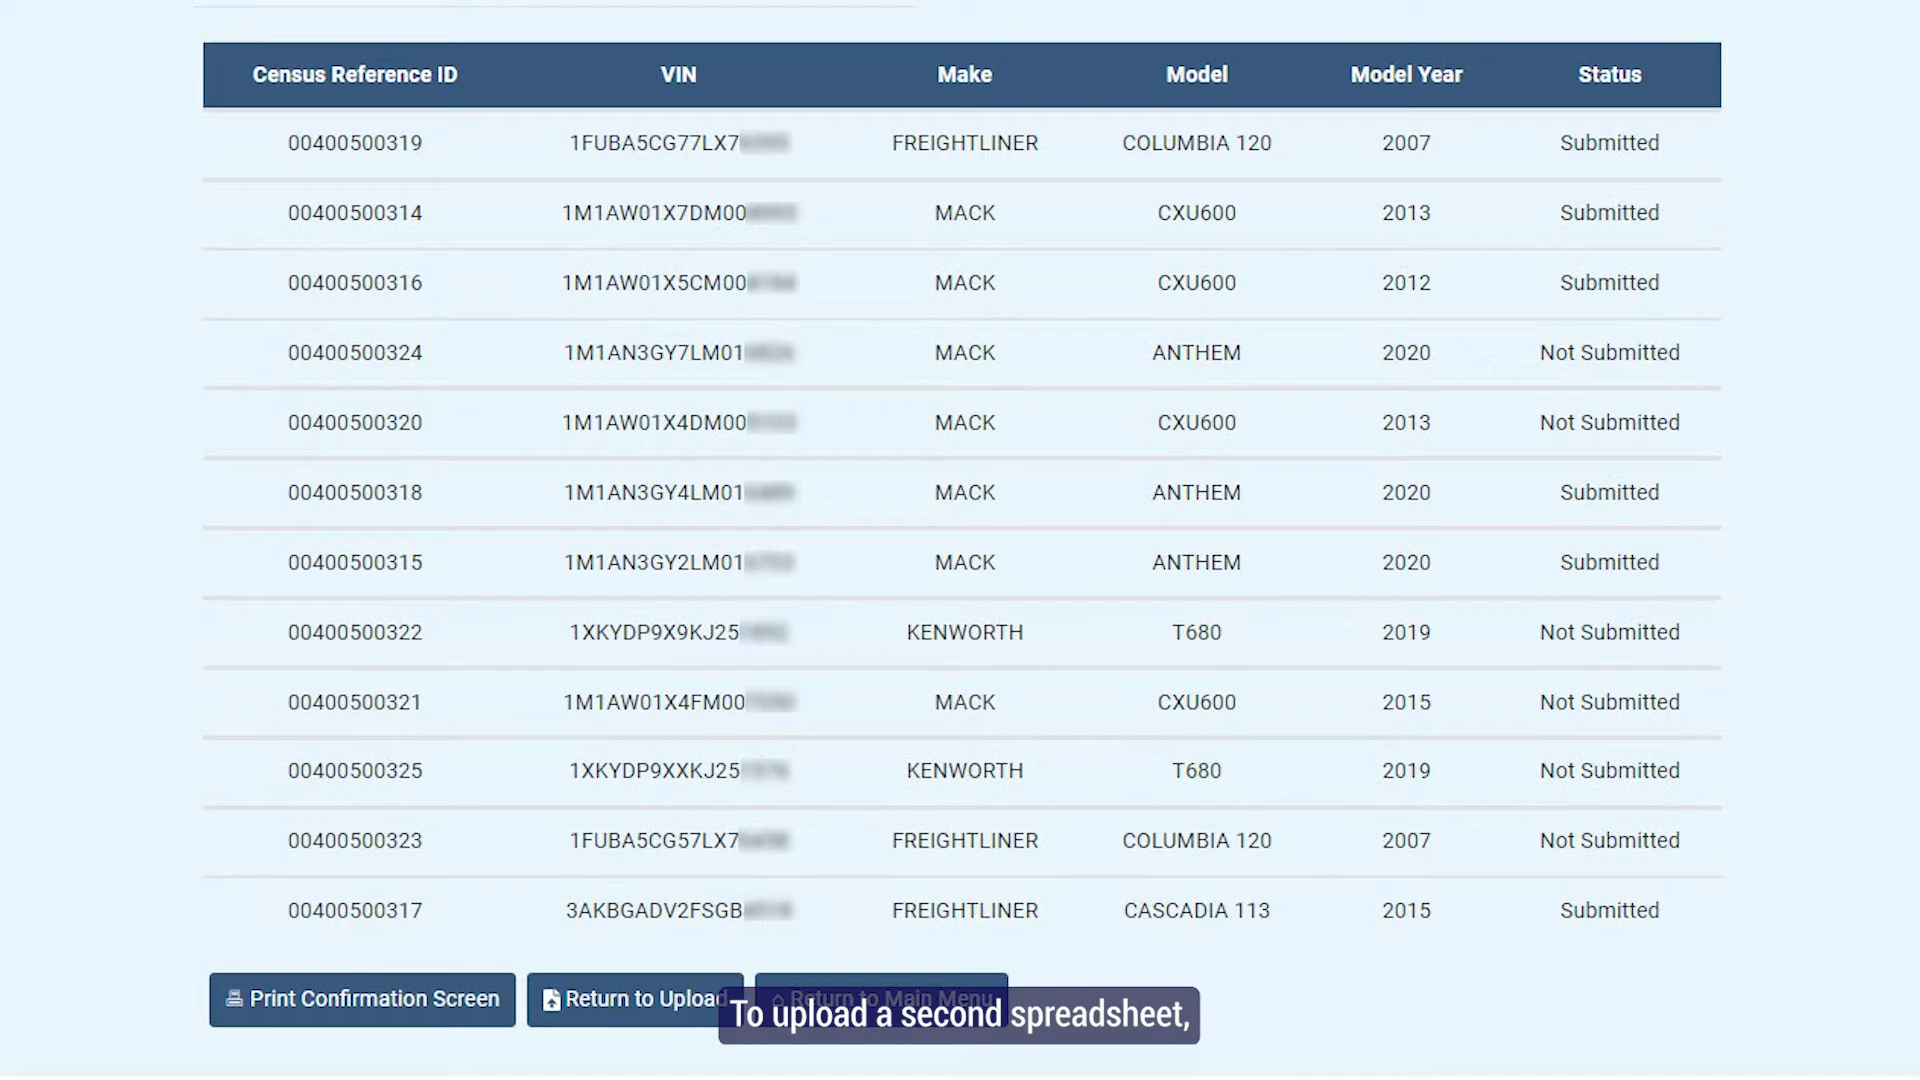 Census Reference ID VIN Make Model Model Year Status
00400500319 1FUBA5CG77LX7 FREIGHTLINER COLUMBIA 120 2007 Submitted
00400500314 1M1AW01X7DM00 MACK CXU600 2013 Submitted
00400500316 1M1AW01X5CM00 MACK CXU600 2012 Submitted
00400500324 1M1AN3GY7LM01 MACK ANTHEM 2020 Not Submitted
00400500320 1M1AW01X4DM00 MACK CXU600 2013 Not Submitted
00400500318 1M1AN3GY4LM01 MACK ANTHEM 2020 Submitted
00400500315 1M1AN3GY2LM01 MACK ANTHEM 2020 Submitted
00400500322 1XKYDP9X9KJ25 KENWORTH T680 2019 Not Submitted
00400500321 1M1AW01X4FM00 MACK CXU600 2015 Not Submitted
00400500325 1XKYDP9XXKJ25 KENWORTH T680 2019 Not Submitted
00400500323 1FUBA5CG57LX7 FREIGHTLINER COLUMBIA 120 2007 Not Submitted
00400500317 3AKBGADV2FSGB FREIGHTLINER CASCADIA 113 2015 Submitted
Print Confirmation Screen Return to Upload Return to Main Menu
To upload a second spreadsheet,